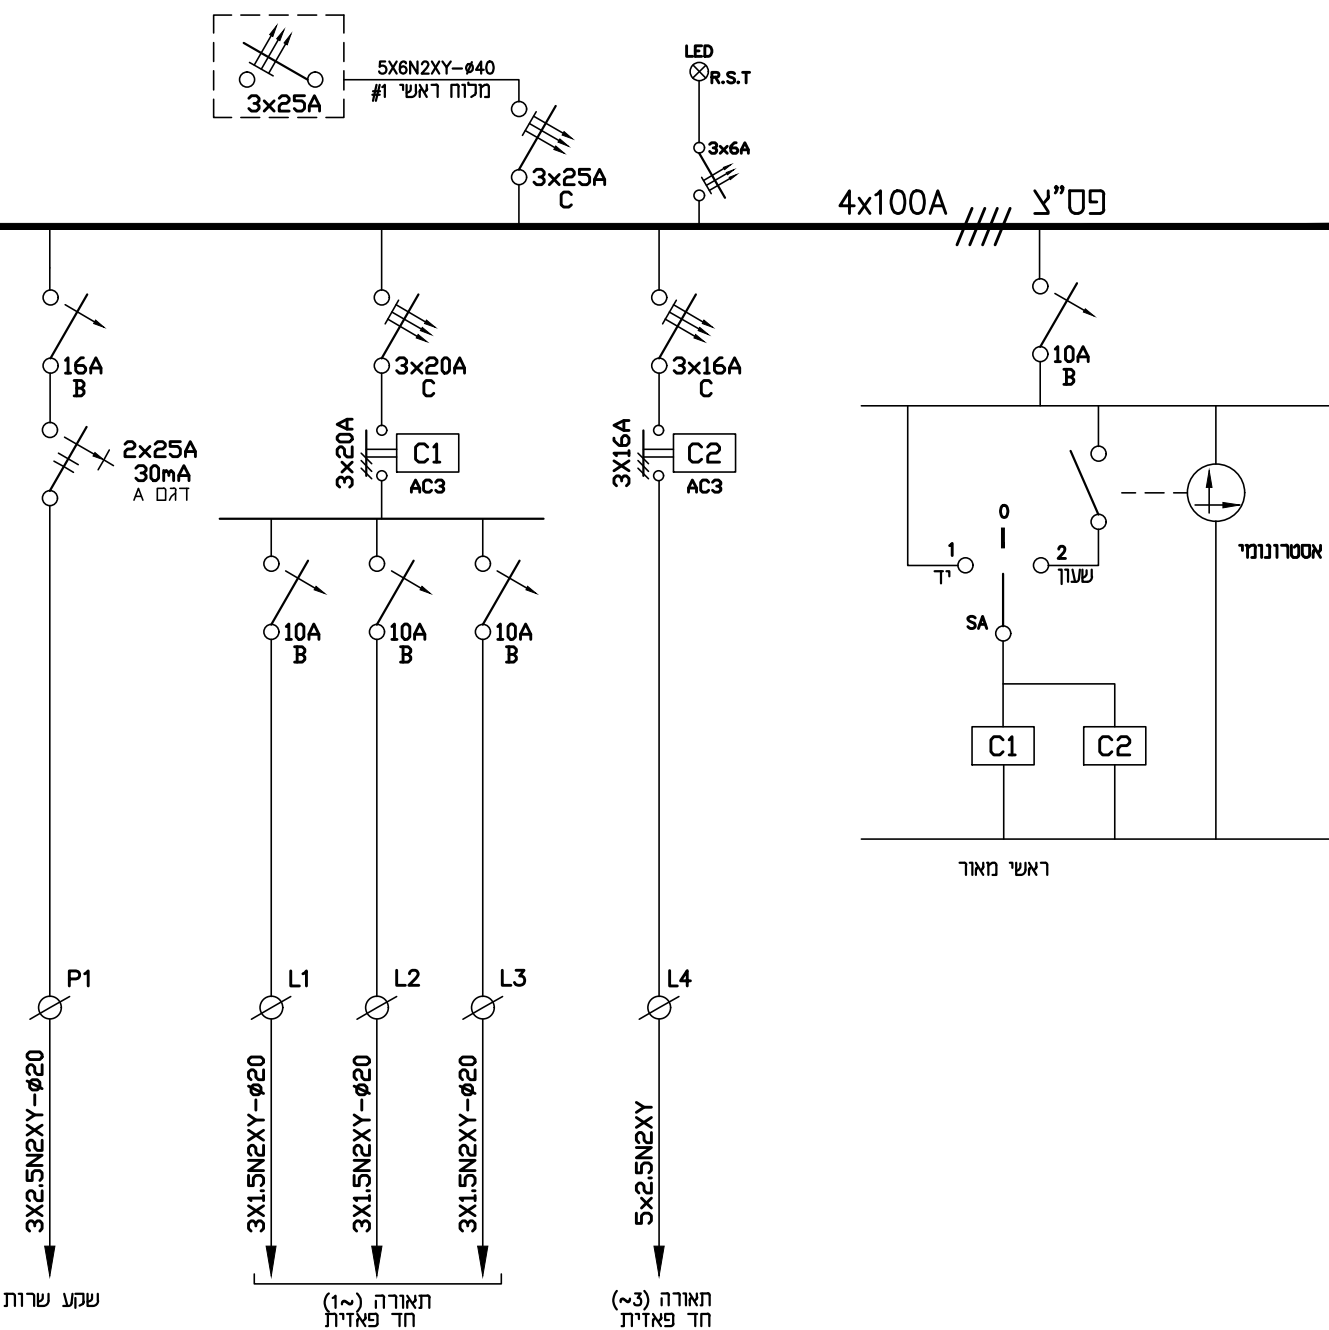 3x25A
5X6N2XY-ø40
מלוח ראשי 1#
3x25A
C
LED
R.S.T
3x6A
4x100A
פס"צ
16A
B
2x25A
30mA
דגם A
3x20A
C
3x20A
C1
AC3
10A
B
10A
B
10A
B
3x16A
C
3X16A
C2
AC3
10A
B
0
1
יד
2
שעון
SA
אסטרונומי
C1
C2
ראשי מאור
P1
L1
L2
L3
L4
3X2.5N2XY-ø20
3X1.5N2XY-ø20
3X1.5N2XY-ø20
3X1.5N2XY-ø20
5x2.5N2XY
שקע שרות
תאורה (1~)
חד פאזית
תאורה (3~)
חד פאזית